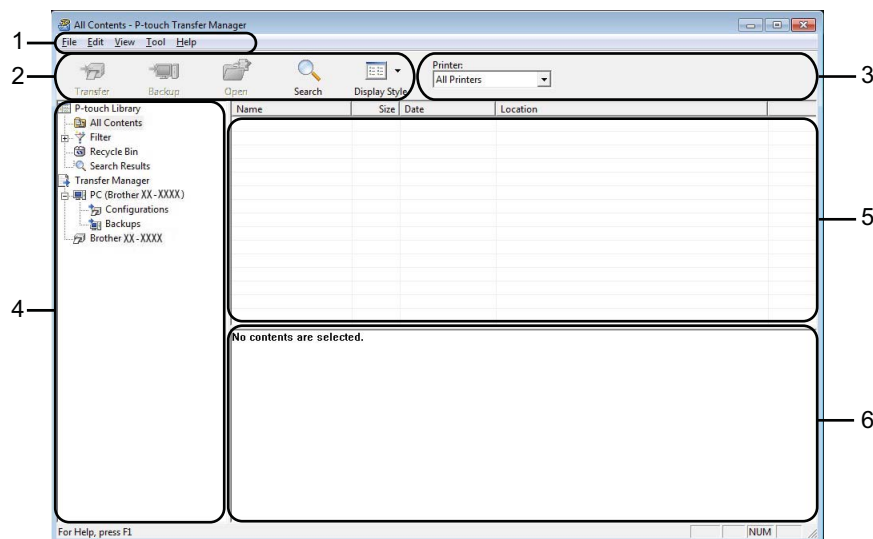 All Contents - P-touch Transfer Manager
1
File Edit View Tool Help
2
Transfer Backup Open Search Display Style
Printer:
All Printers
3
P-touch Library
All Contents
Filter
Recycle Bin
Search Results
Transfer Manager
PC (Brother XX-XXXX)
Configurations
Backups
Brother XX-XXXX
4
Name Size Date Location
5
No contents are selected.
6
For Help, press F1
NUM